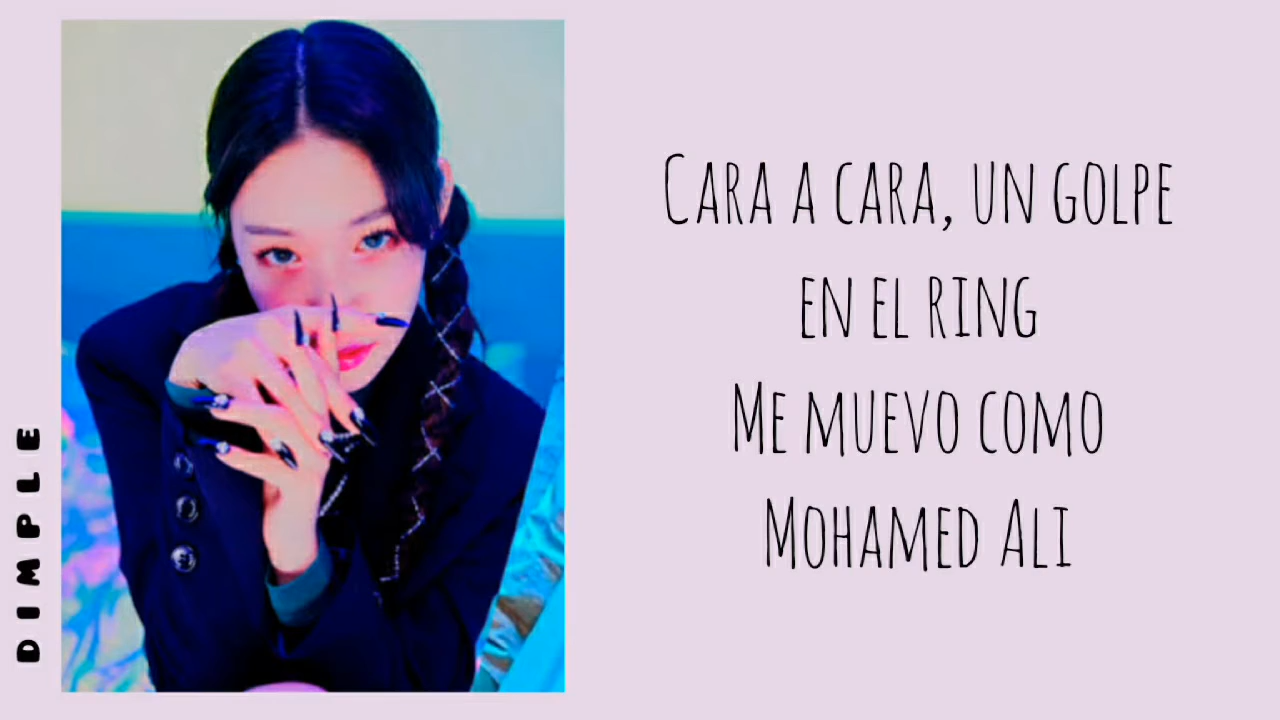 Cara a cara, un golpe
en el ring
Me muevo como
Mohamed Ali
DIMPLE